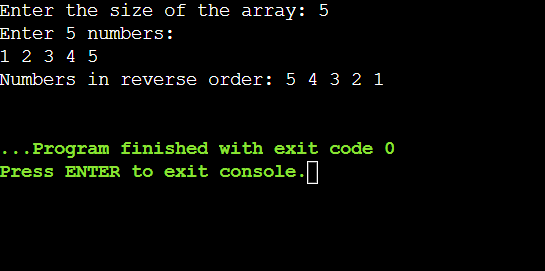 Enter the size of the array: 5
Enter 5 numbers:
1 2 3 4 5
Numbers in reverse order: 5 4 3 2 1
...Program finished with exit code 0
Press ENTER to exit console.